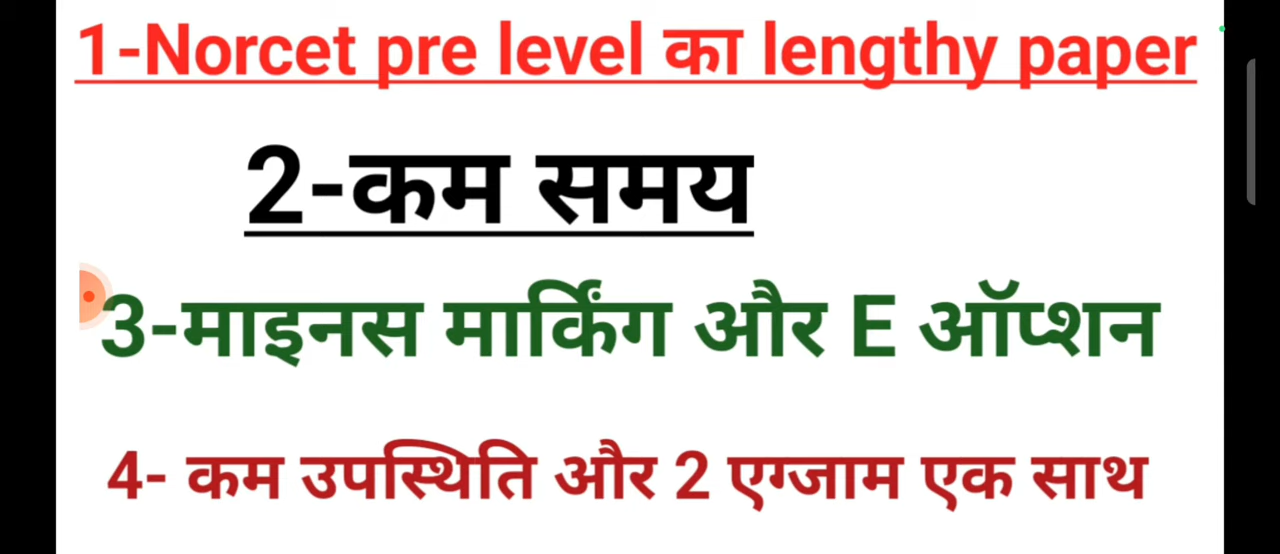 1-Norcet pre level का lengthy paper
2-कम समय
3-माइनस मार्किंग और E ऑप्शन
4- कम उपस्थिति और 2 एग्जाम एक साथ